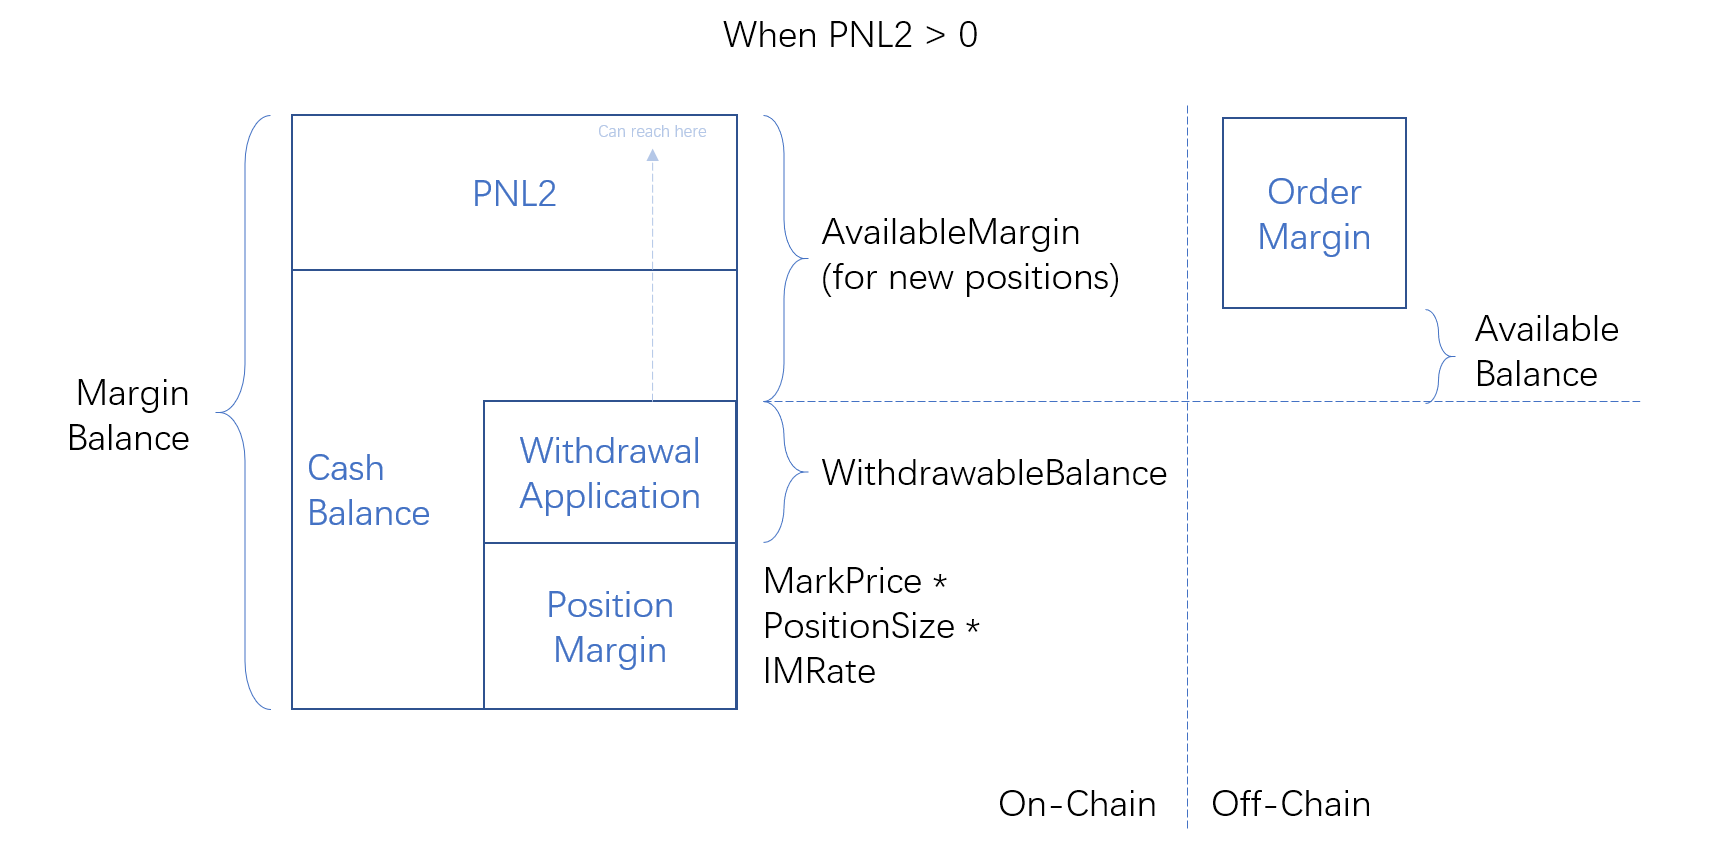 When PNL2 > 0
Can reach here
PNL2
Order
Margin
AvailableMargin
(for new positions)
Available
Balance
Margin
Balance
Cash
Balance
Withdrawal
Application
WithdrawableBalance
Position
Margin
MarkPrice *
PositionSize *
IMRate
On-Chain
Off-Chain